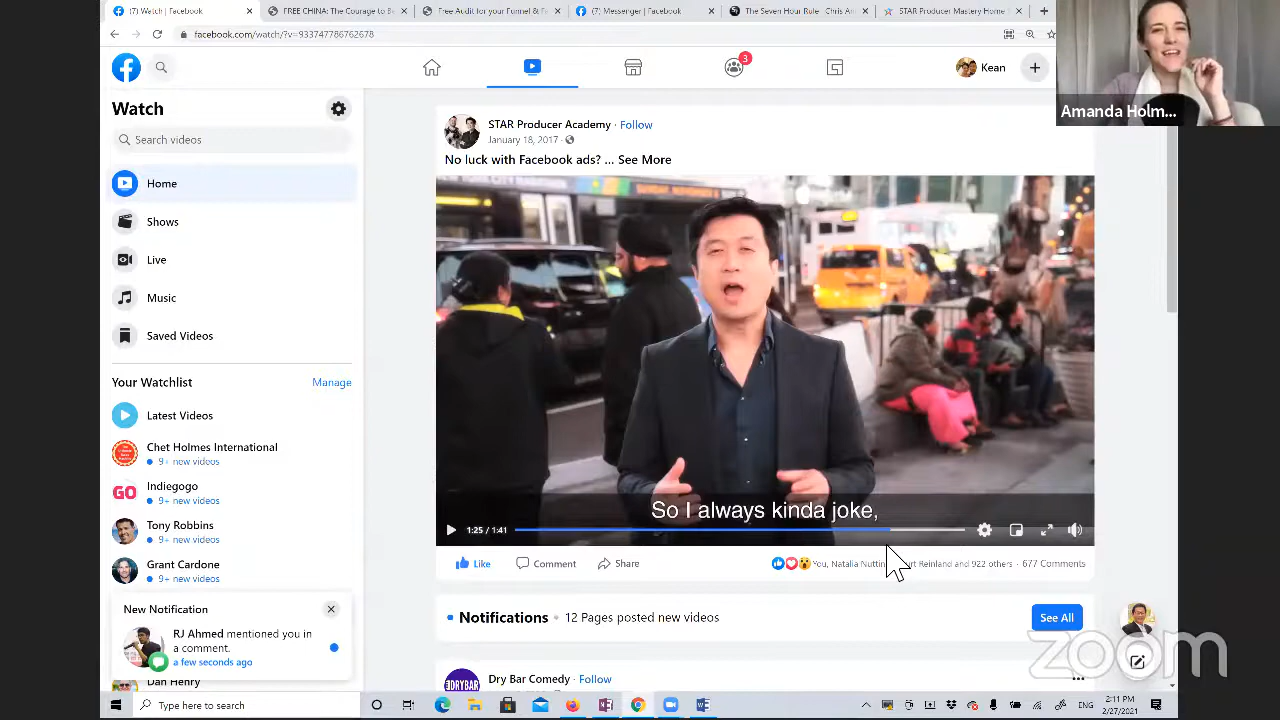 (7) Watch | Facebook
FREE CHINA: The Courage to Be
Free Audit for your Funnel & F
(7) Messenger | Facebook
The Seven Hour Rule- Chris An
STAR Producer Mastery Home
facebook.com/watch/?v=933747786762678
3
Kean
Amanda Holm...
Watch
Search videos
Home
Shows
Live
Music
Saved Videos
Your Watchlist
Manage
Latest Videos
Chet Holmes International
9+ new videos
GO
Indiegogo
9+ new videos
Tony Robbins
9+ new videos
Grant Cardone
9+ new videos
New Notification
RJ Ahmed mentioned you in
a comment.
a few seconds ago
Dan Henry
STAR Producer Academy · Follow
January 18, 2017 ·
No luck with Facebook ads? ... See More
So I always kinda joke,
1:25 / 1:41
Like
Comment
Share
You, Natalia Nuttin
Reinland and 922 others · 677 Comments
Notifications • 12 Pages posted new videos
See All
DRYBAR
Dry Bar Comedy · Follow
zoom
Type here to search
2:11 PM
2/27/2021